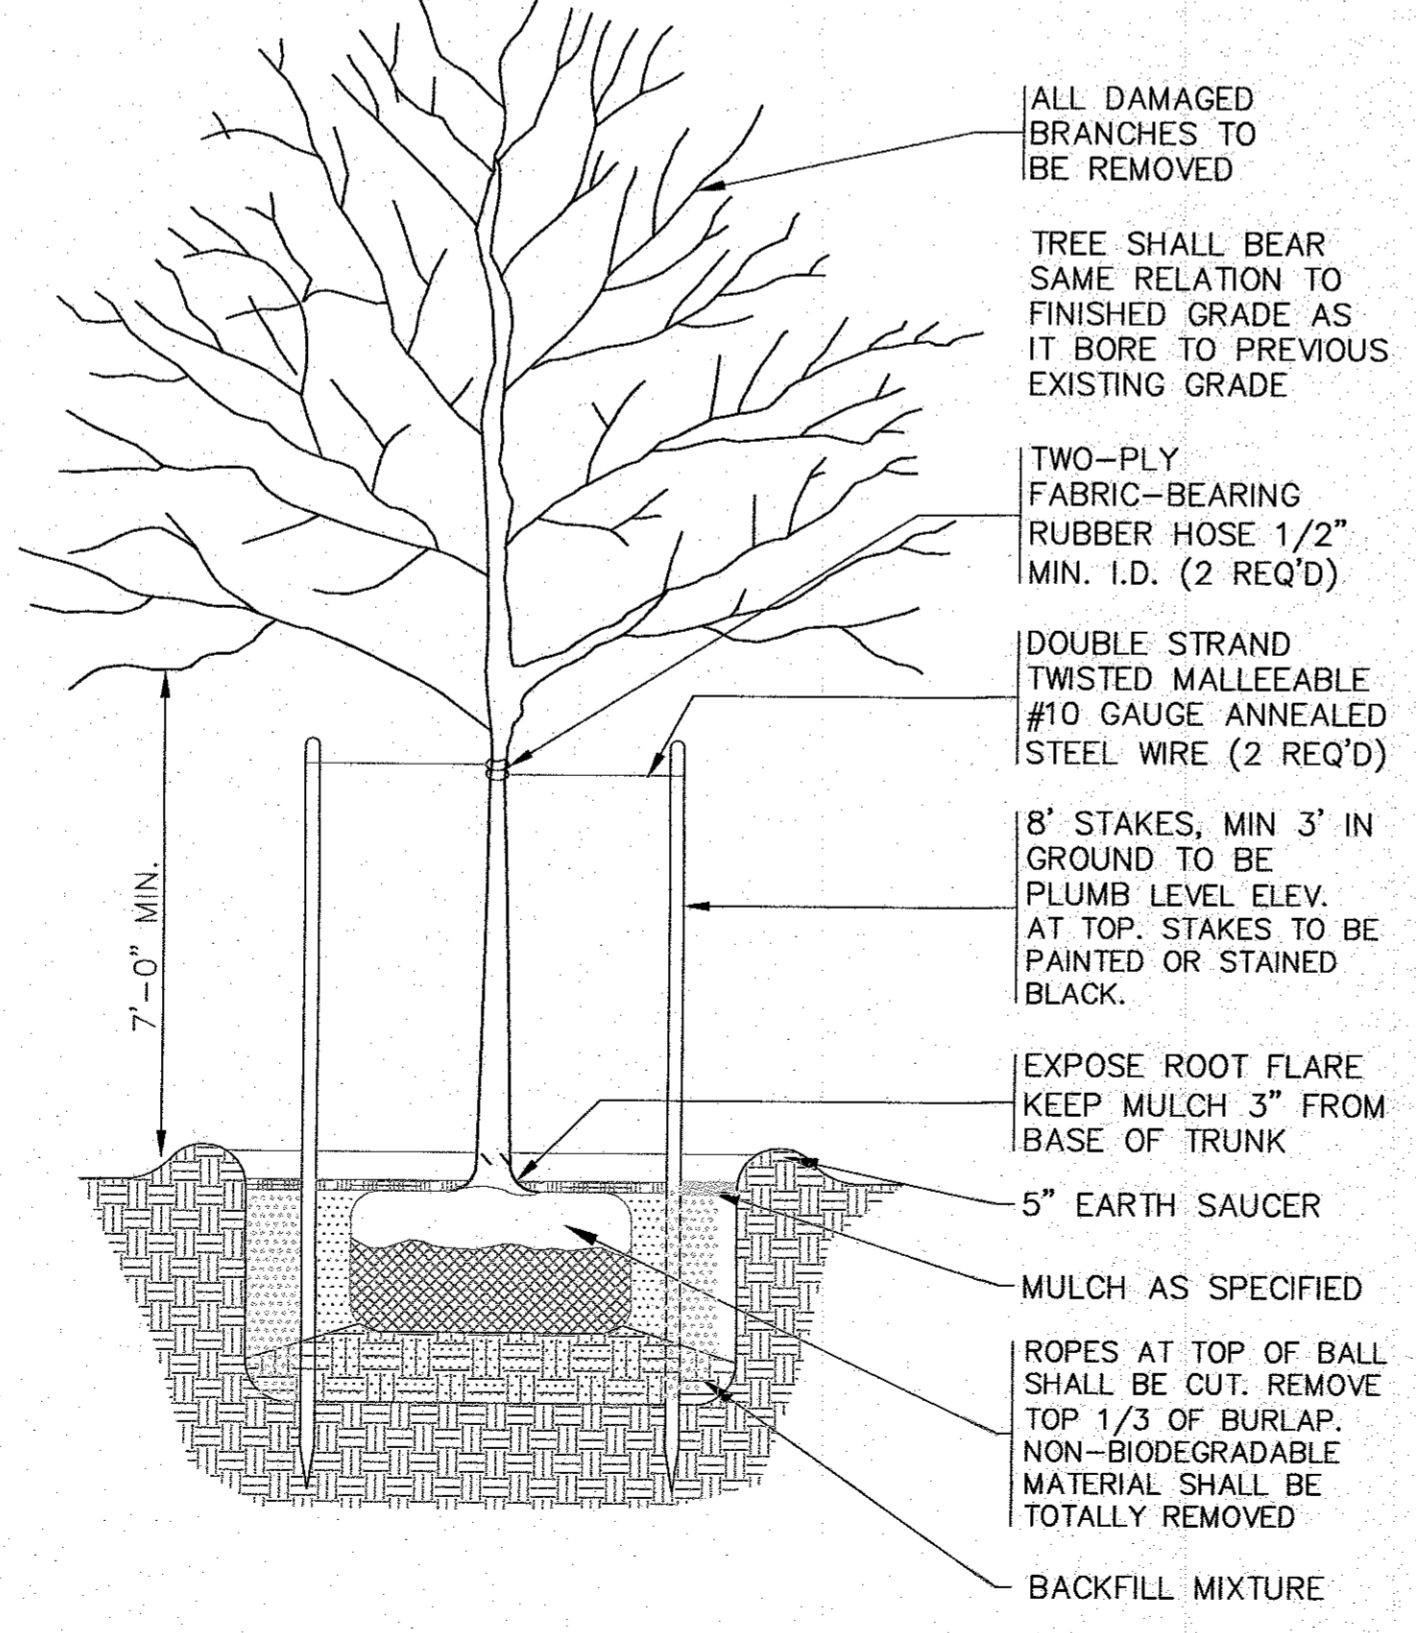 ALL DAMAGED
BRANCHES TO
BE REMOVED
TREE SHALL BEAR
SAME RELATION TO
FINISHED GRADE AS
IT BORE TO PREVIOUS
EXISTING GRADE
TWO-PLY
FABRIC-BEARING
RUBBER HOSE 1/2"
MIN. I.D. (2 REQ'D)
DOUBLE STRAND
TWISTED MALLEEABLE
#10 GAUGE ANNEALED
STEEL WIRE (2 REQ'D)
8' STAKES, MIN 3' IN
GROUND TO BE
PLUMB LEVEL ELEV.
AT TOP. STAKES TO BE
PAINTED OR STAINED
BLACK.
7'-0" MIN.
EXPOSE ROOT FLARE
KEEP MULCH 3" FROM
BASE OF TRUNK
5" EARTH SAUCER
MULCH AS SPECIFIED
ROPES AT TOP OF BALL
SHALL BE CUT. REMOVE
TOP 1/3 OF BURLAP.
NON-BIODEGRADABLE
MATERIAL SHALL BE
TOTALLY REMOVED
BACKFILL MIXTURE